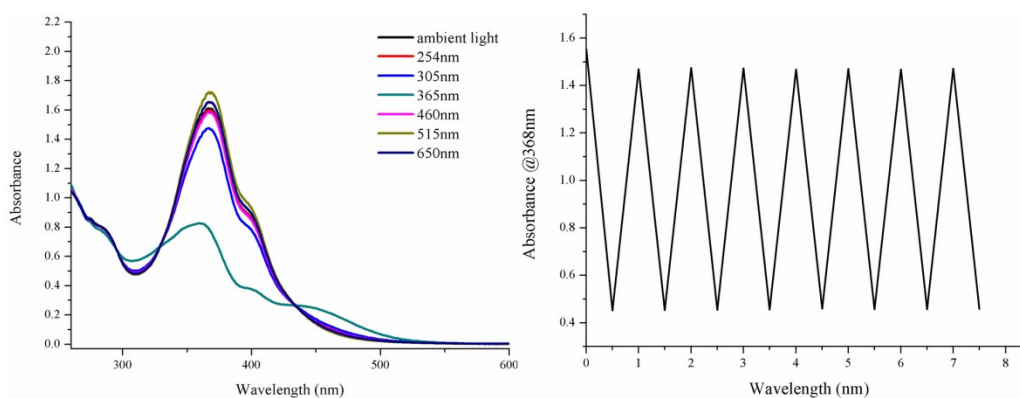 2.2
2.0
1.8
1.6
1.4
1.2
1.0
0.8
0.6
0.4
0.2
0.0
Absorbance
300
400
500
600
Wavelength (nm)
ambient light
254nm
305nm
365nm
460nm
515nm
650nm
1.6
1.4
1.2
1.0
0.8
0.6
0.4
Absorbance @368nm
0
1
2
3
4
5
6
7
8
Wavelength (nm)